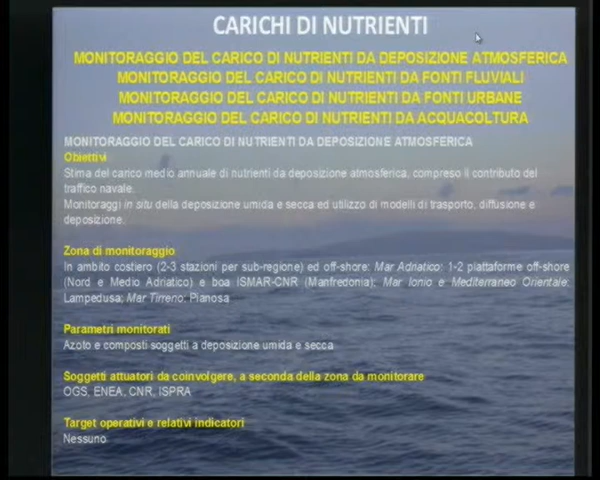 CARICHI DI NUTRIENTI
MONITORAGGIO DEL CARICO DI NUTRIENTI DA DEPOSIZIONE ATMOSFERICA
MONITORAGGIO DEL CARICO DI NUTRIENTI DA FONTI FLUVIALI
MONITORAGGIO DEL CARICO DI NUTRIENTI DA FONTI URBANE
MONITORAGGIO DEL CARICO DI NUTRIENTI DA ACQUACOLTURA
MONITORAGGIO DEL CARICO DI NUTRIENTI DA DEPOSIZIONE ATMOSFERICA
Obiettivi
Stima del carico medio annuale di nutrienti da deposizione atmosferica, compreso il contributo del
traffico navale.
Monitoraggi in situ della deposizione umida e secca ed utilizzo di modelli di trasporto, diffusione e
deposizione.
Zona di monitoraggio
In ambito costiero (2-3 stazioni per sub-regione) ed off-shore: Mar Adriatico: 1-2 piattaforme off-shore
(Nord e Medio Adriatico) e boa ISMAR-CNR (Manfredonia); Mar Ionio e Mediterraneo Orientale:
Lampedusa; Mar Tirreno: Pianosa
Parametri monitorati
Azoto e composti soggetti a deposizione umida e secca
Soggetti attuatori da coinvolgere, a seconda della zona da monitorare
OGS, ENEA, CNR, ISPRA
Target operativi e relativi indicatori
Nessuno